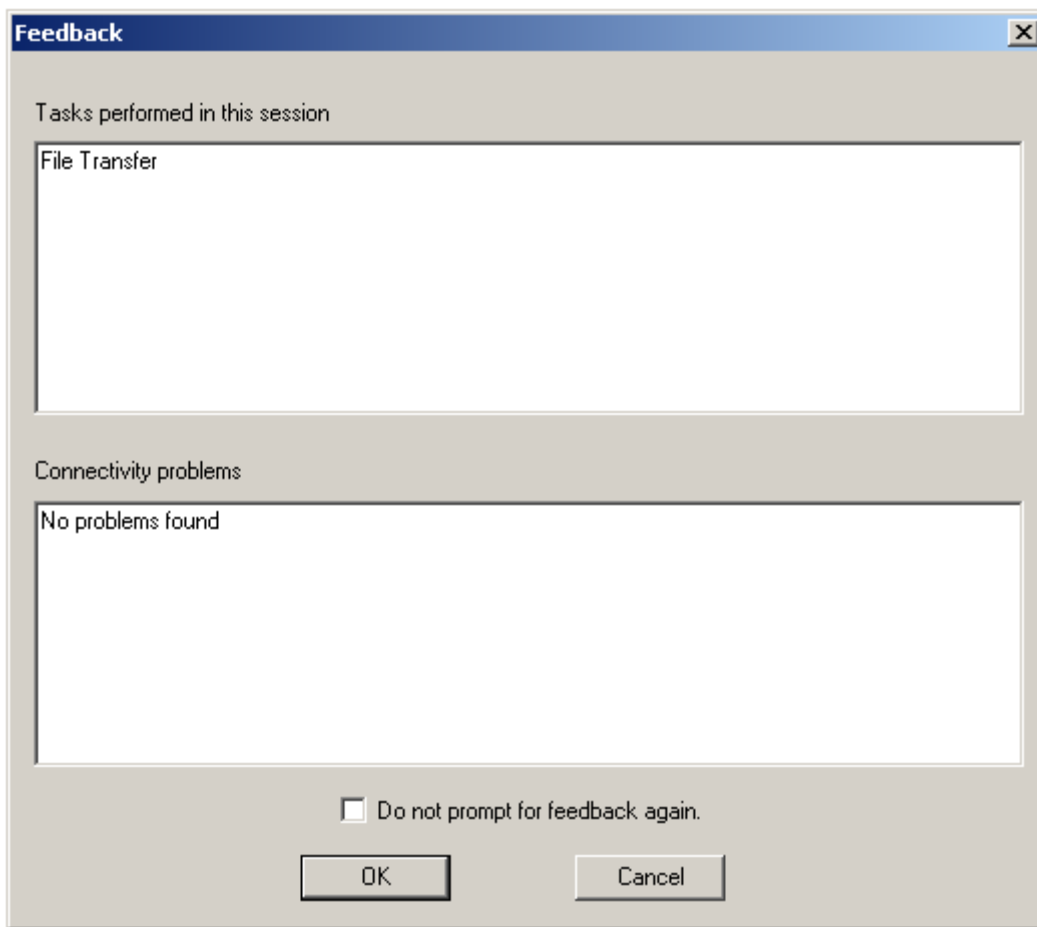 Feedback
Tasks performed in this session
File Transfer
Connectivity problems
No problems found
Do not prompt for feedback again.
OK
Cancel